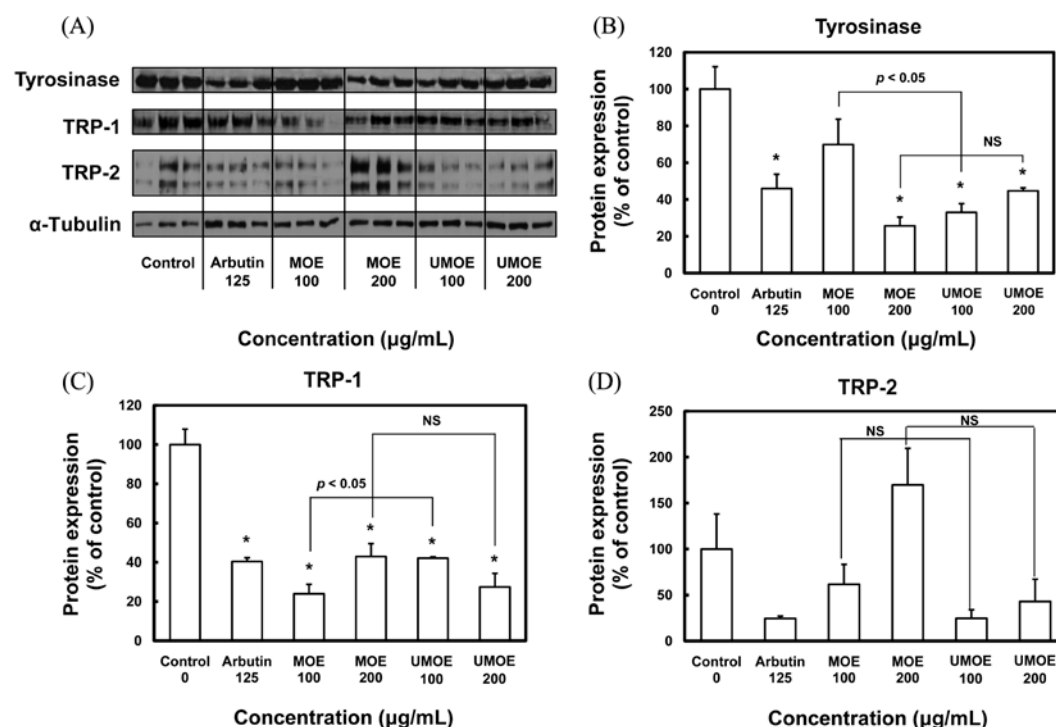 (A)
Tyrosinase
TRP-1
TRP-2
α-Tubulin
Control Arbutin MOE MOE UMOE UMOE
125 100 200 100 200
Concentration (µg/mL)
(B)
Tyrosinase
Protein expression
(% of control)
120
100
80
60
40
20
0
p < 0.05
NS
*
*
*
*
Control Arbutin MOE MOE UMOE UMOE
0 125 100 200 100 200
Concentration (µg/mL)
(C)
TRP-1
Protein expression
(% of control)
120
100
80
60
40
20
0
NS
p < 0.05
*
*
*
*
*
Control Arbutin MOE MOE UMOE UMOE
0 125 100 200 100 200
Concentration (µg/mL)
(D)
TRP-2
Protein expression
(% of control)
250
200
150
100
50
0
NS
NS
Control Arbutin MOE MOE UMOE UMOE
0 125 100 200 100 200
Concentration (µg/mL)